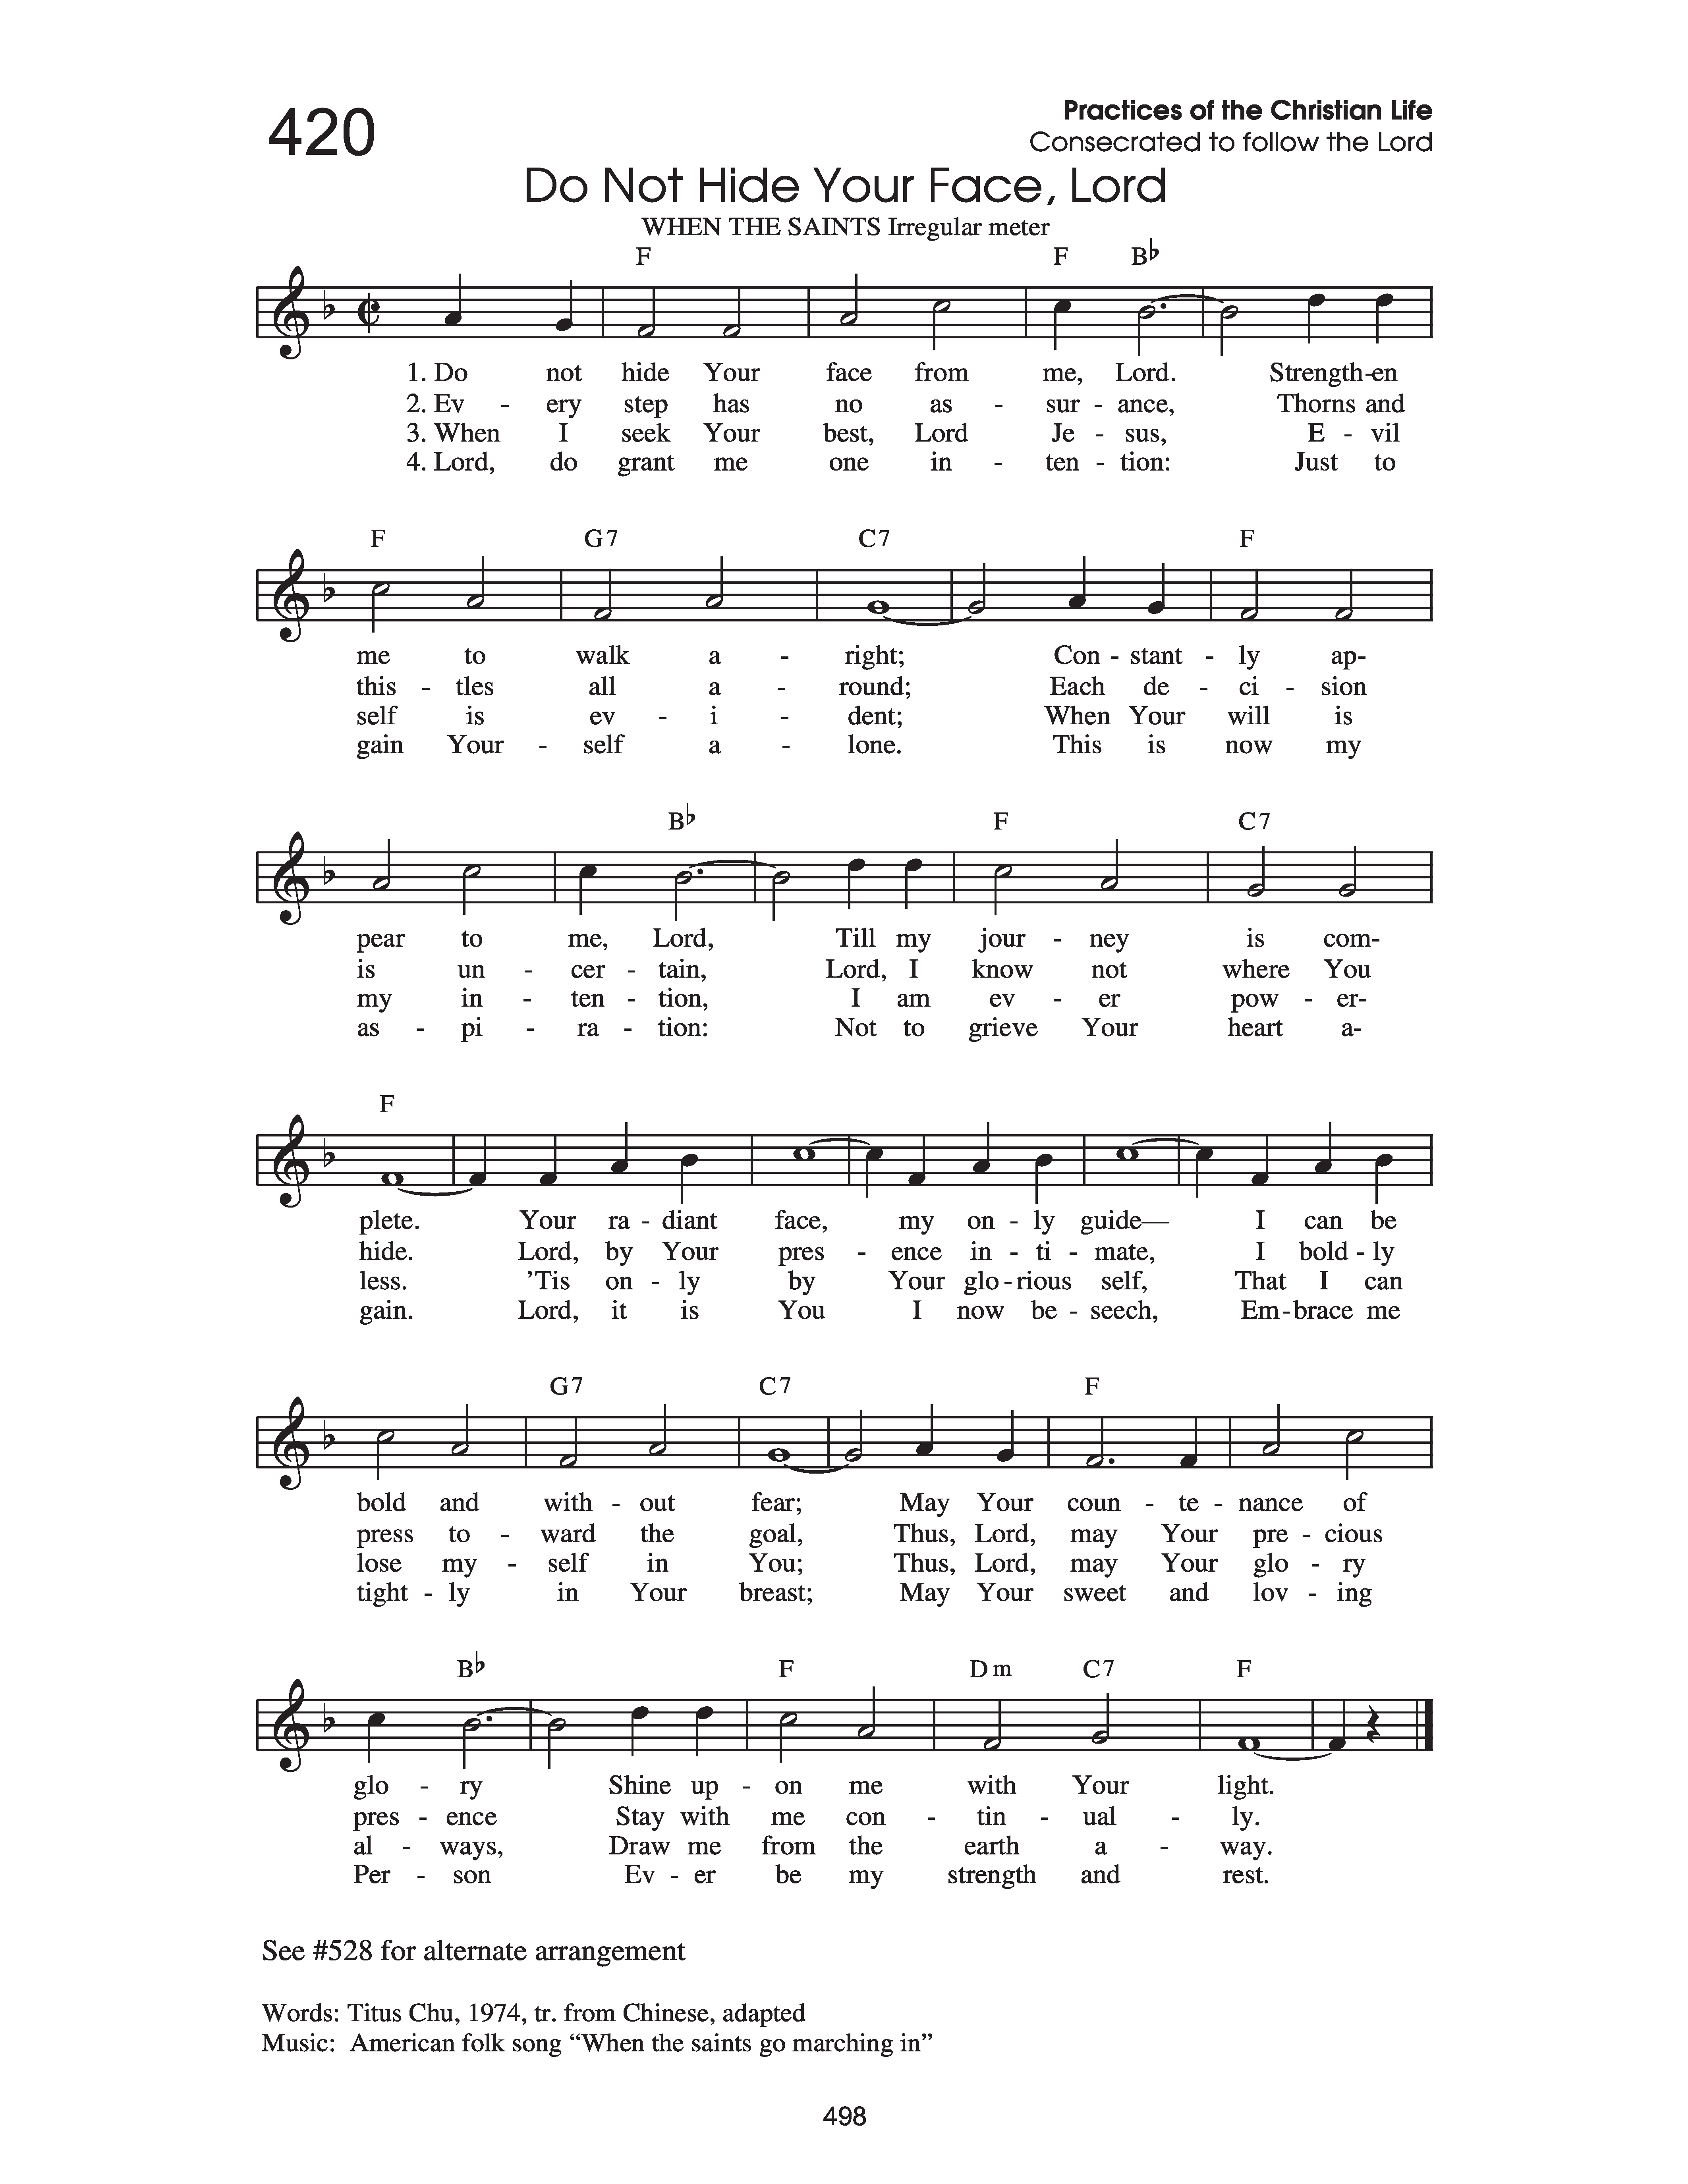 420
Practices of the Christian Life
Consecrated to follow the Lord
Do Not Hide Your Face, Lord
WHEN THE SAINTS Irregular meter
F F B♭
1. Do not hide Your face from me, Lord. Strength-en
2. Ev - ery step has no as - sur - ance, Thorns and
3. When I seek Your best, Lord Je - sus, E - vil
4. Lord, do grant me one in - ten - tion: Just to
F G7 C7 F
me to walk a - right; Con - stant - ly ap-
this - tles all a - round; Each de - ci - sion
self is ev - i - dent; When Your will is
gain Your - self a - lone. This is now my
B♭ F C7
pear to me, Lord, Till my jour - ney is com-
is un - cer - tain, Lord, I know not where You
my in - ten - tion, I am ev - er pow - er-
as - pi - ra - tion: Not to grieve Your heart a-
F
plete. Your ra - diant face, my on - ly guide— I can be
hide. Lord, by Your pres - ence in - ti - mate, I bold - ly
less. ’Tis on - ly by Your glo - rious self, That I can
gain. Lord, it is You I now be - seech, Em - brace me
G7 C7 F
bold and with - out fear; May Your coun - te - nance of
press to - ward the goal, Thus, Lord, may Your pre - cious
lose my - self in You; Thus, Lord, may Your glo - ry
tight - ly in Your breast; May Your sweet and lov - ing
B♭ F Dm C7 F
glo - ry Shine up - on me with Your light.
pres - ence Stay with me con - tin - ual - ly.
al - ways, Draw me from the earth a - way.
Per - son Ev - er be my strength and rest.
See #528 for alternate arrangement
Words: Titus Chu, 1974, tr. from Chinese, adapted
Music: American folk song “When the saints go marching in”
498